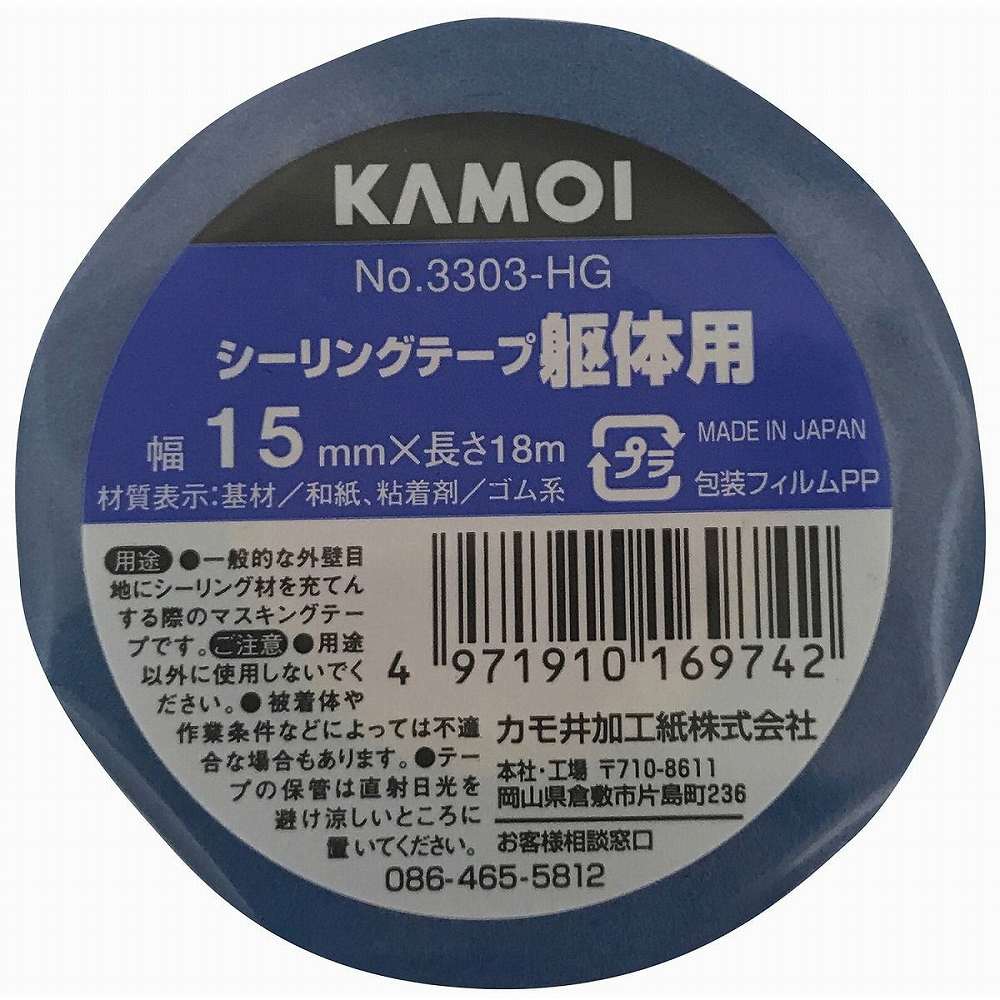 KAMOI
No.3303-HG
シーリングテープ躯体用
幅 15 mm×長さ18m
材質表示:基材/和紙、粘着剤/ゴム系
プラ
MADE IN JAPAN
包装フィルムPP
用途 ●一般的な外壁目
地にシーリング材を充てん
する際のマスキングテー
プです。ご注意●用途
以外に使用しないでく
ださい。●被着体や
作業条件などによっては不適
合な場合もあります。●テー
プの保管は直射日光を
避け涼しいところに
置いてください。
4 971910 169742
カモ井加工紙株式会社
本社・工場 〒710-8611
岡山県倉敷市片島町236
お客様相談窓口
086-465-5812